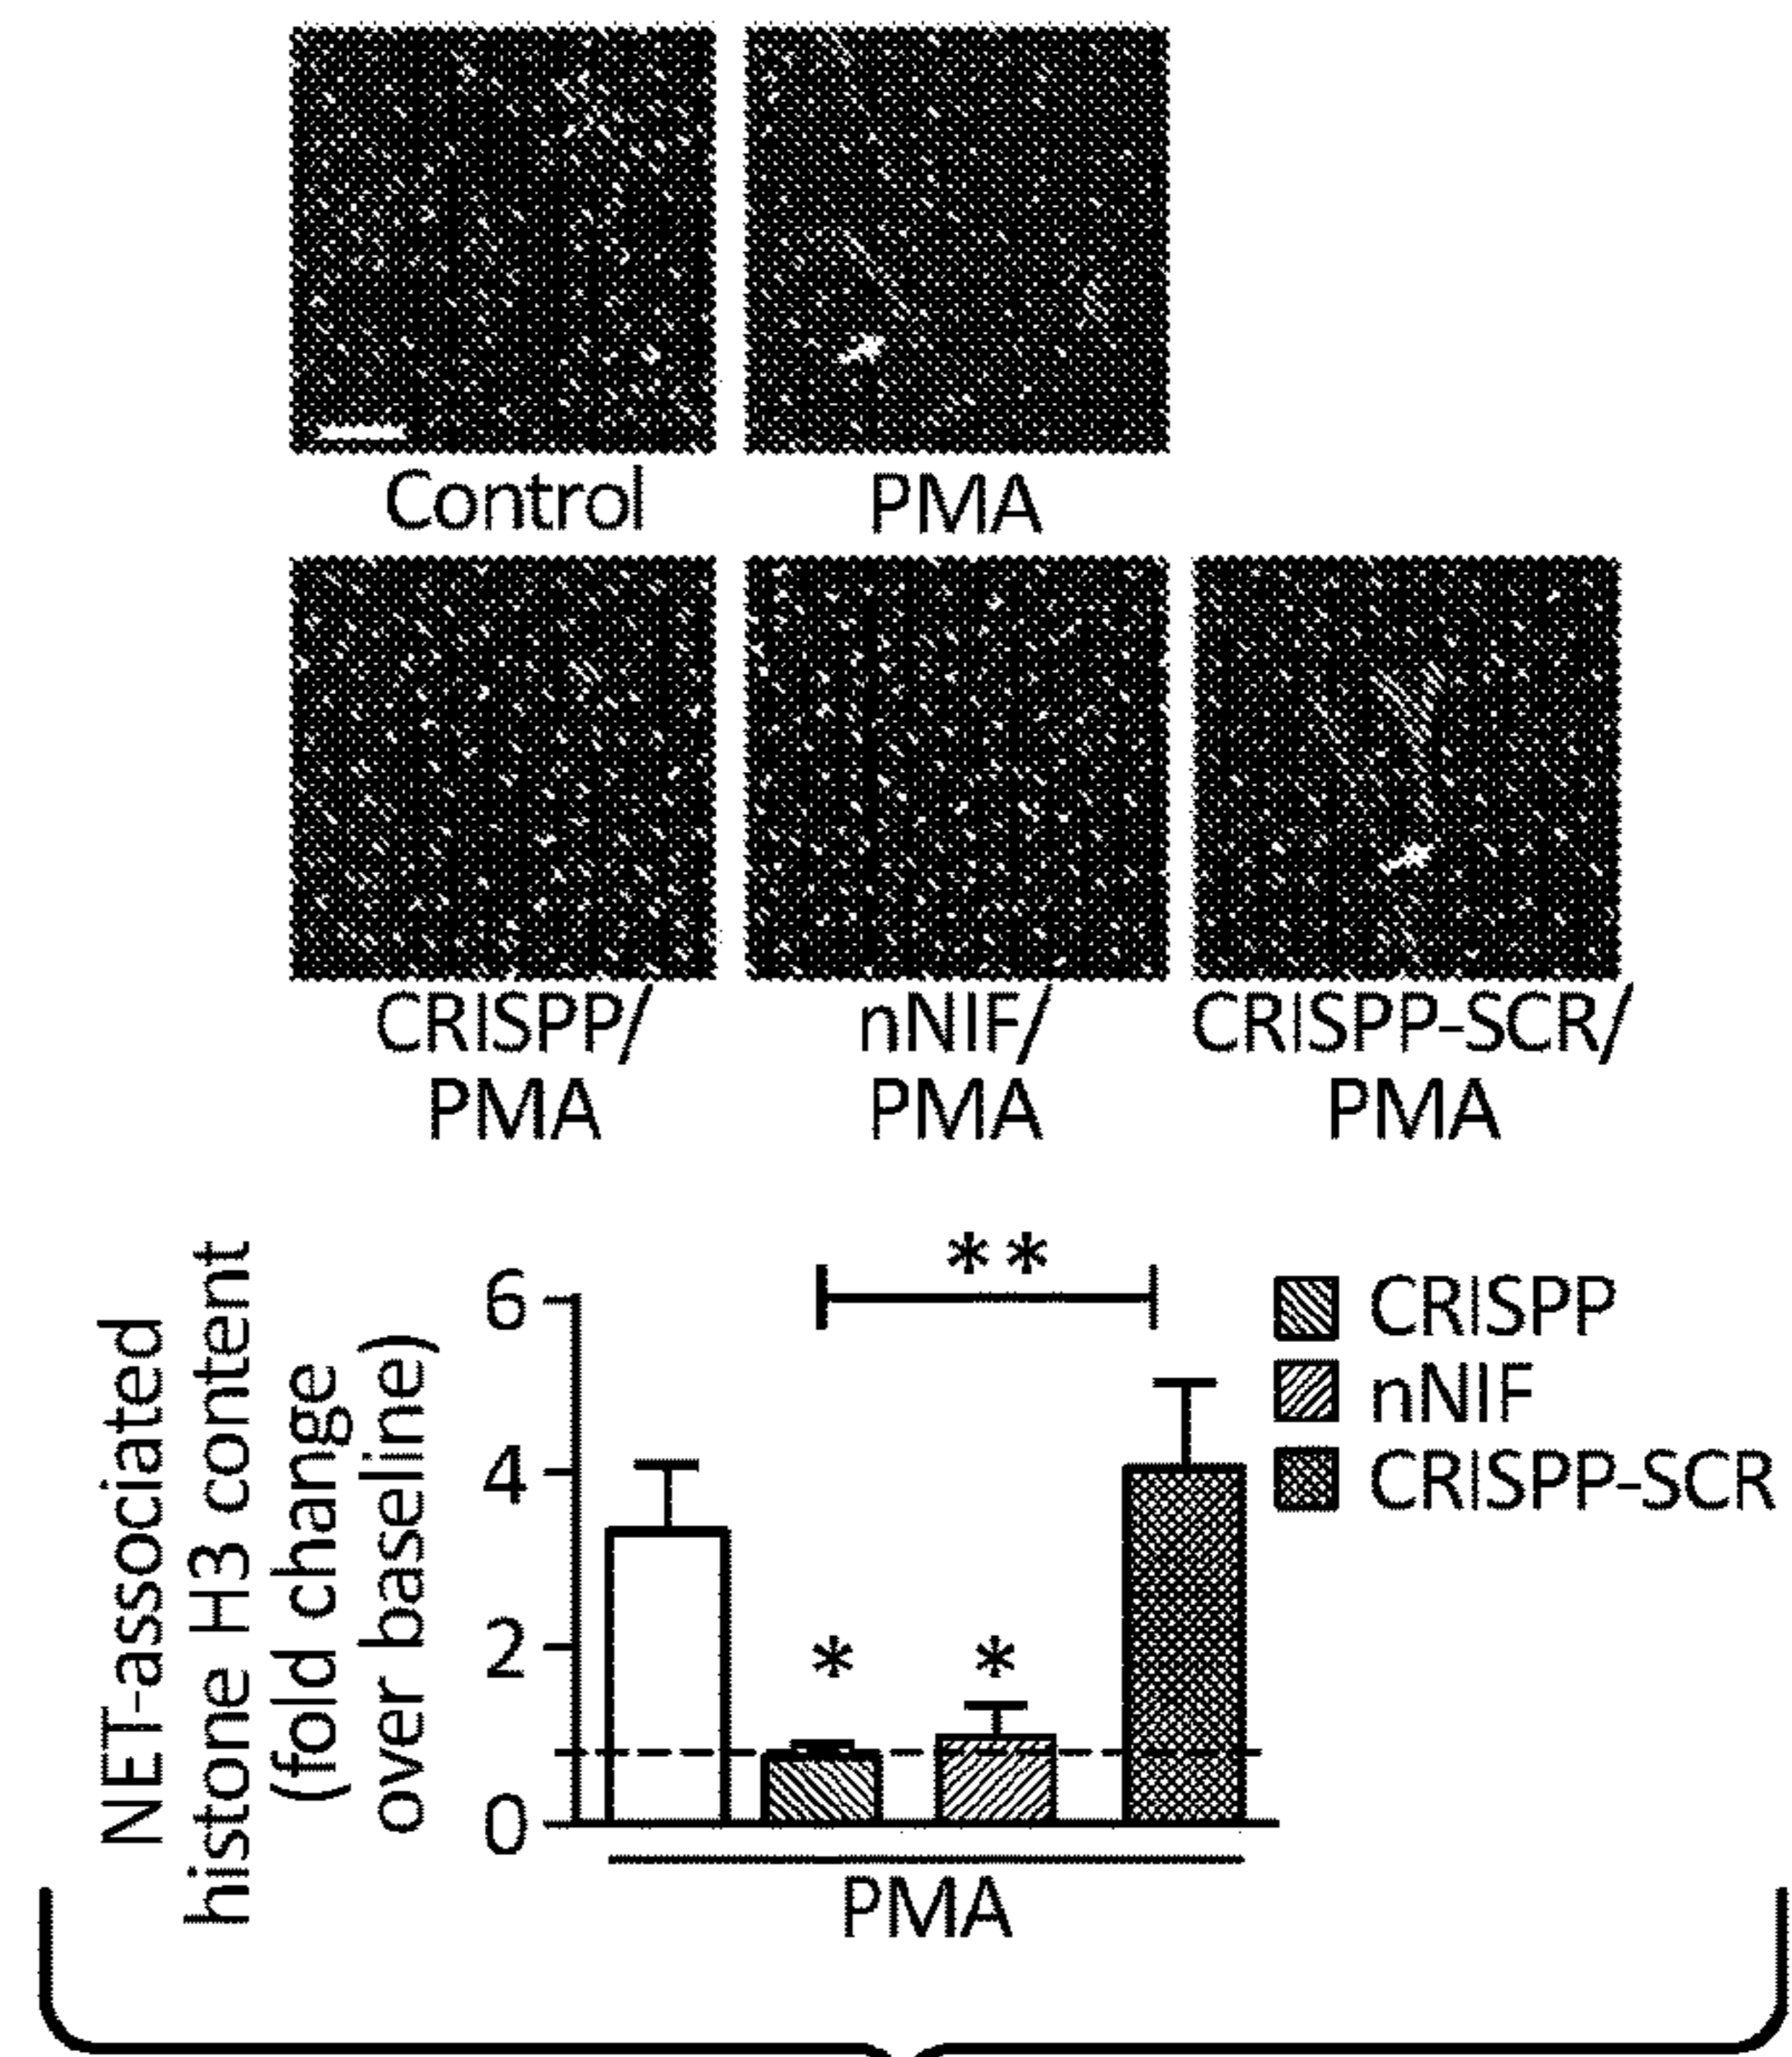 Control
PMA
CRISPP/
PMA
nNIF/
PMA
CRISPP-SCR/
PMA
NET-associated
histone H3 content
(fold change
over baseline)
6
4
2
0
**
*
*
CRISPP
nNIF
CRISPP-SCR
PMA